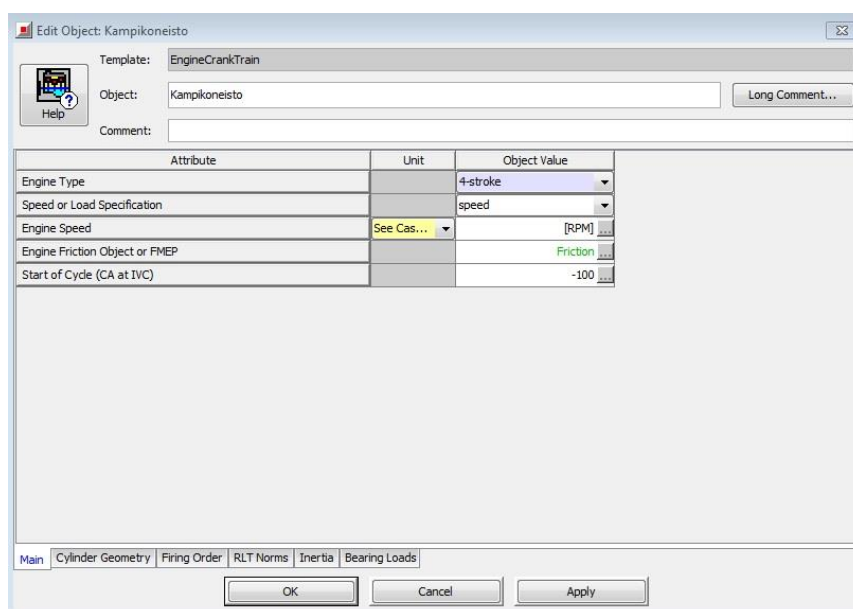 Edit Object: Kampikoneisto
Template: EngineCrankTrain
Help
Object: Kampikoneisto Long Comment...
Comment:
Attribute Unit Object Value
Engine Type 4-stroke
Speed or Load Specification speed
Engine Speed See Cas... [RPM] ...
Engine Friction Object or FMEP Friction ...
Start of Cycle (CA at IVC) -100 ...
Main Cylinder Geometry Firing Order RLT Norms Inertia Bearing Loads
OK Cancel Apply